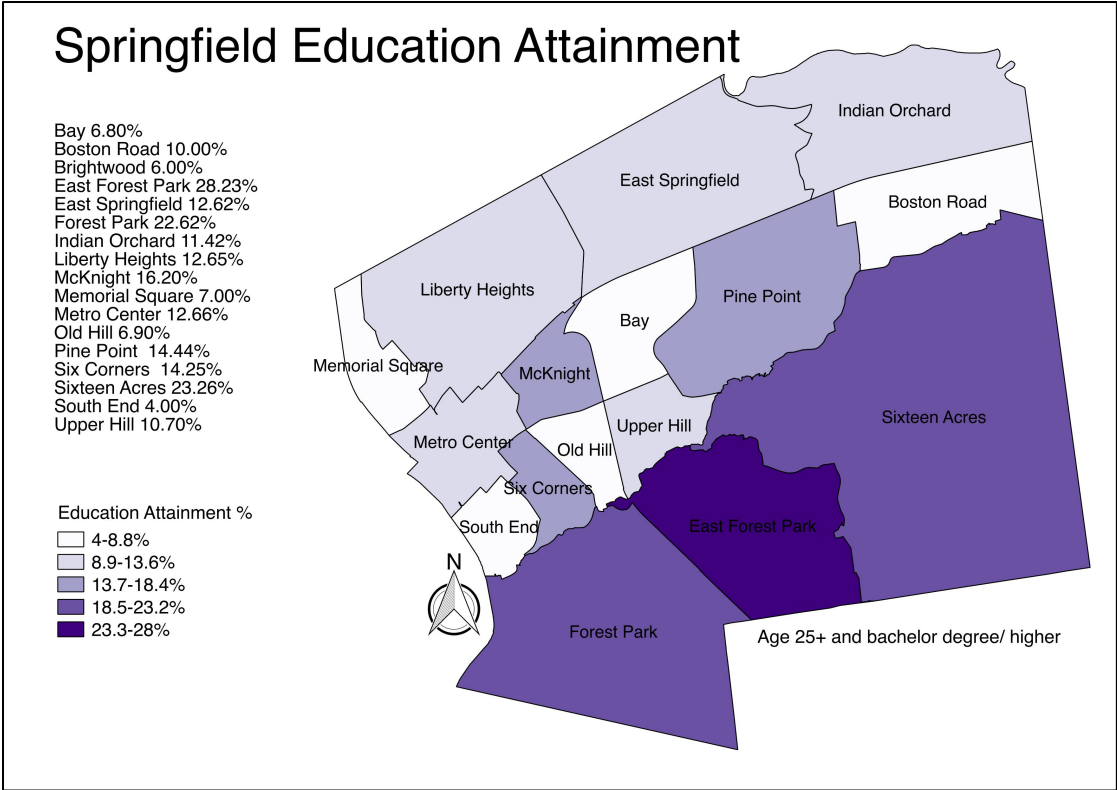 Springfield Education Attainment
Bay 6.80%
Boston Road 10.00%
Brightwood 6.00%
East Forest Park 28.23%
East Springfield 12.62%
Forest Park 22.62%
Indian Orchard 11.42%
Liberty Heights 12.65%
McKnight 16.20%
Memorial Square 7.00%
Metro Center 12.66%
Old Hill 6.90%
Pine Point  14.44%
Six Corners  14.25%
Sixteen Acres 23.26%
South End 4.00%
Upper Hill 10.70%
Indian Orchard
East Springfield
Boston Road
Liberty Heights
Pine Point
Bay
Memorial Square
McKnight
Sixteen Acres
Upper Hill
Metro Center
Old Hill
Six Corners
South End
East Forest Park
Forest Park
Education Attainment %
4-8.8%
8.9-13.6%
13.7-18.4%
18.5-23.2%
23.3-28%
N
Age 25+ and bachelor degree/ higher